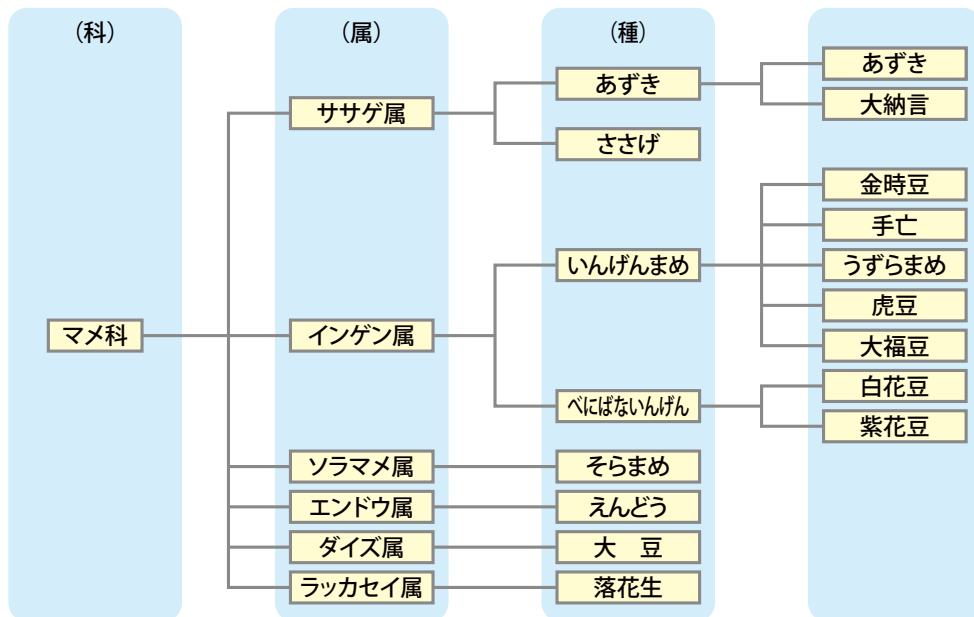 (科)
(属)
(種)
マメ科
ササゲ属
あずき
あずき
大納言
ささげ
インゲン属
いんげんまめ
金時豆
手亡
うずらまめ
虎豆
大福豆
べにばないんげん
白花豆
紫花豆
ソラマメ属
そらまめ
エンドウ属
えんどう
ダイズ属
大　豆
ラッカセイ属
落花生